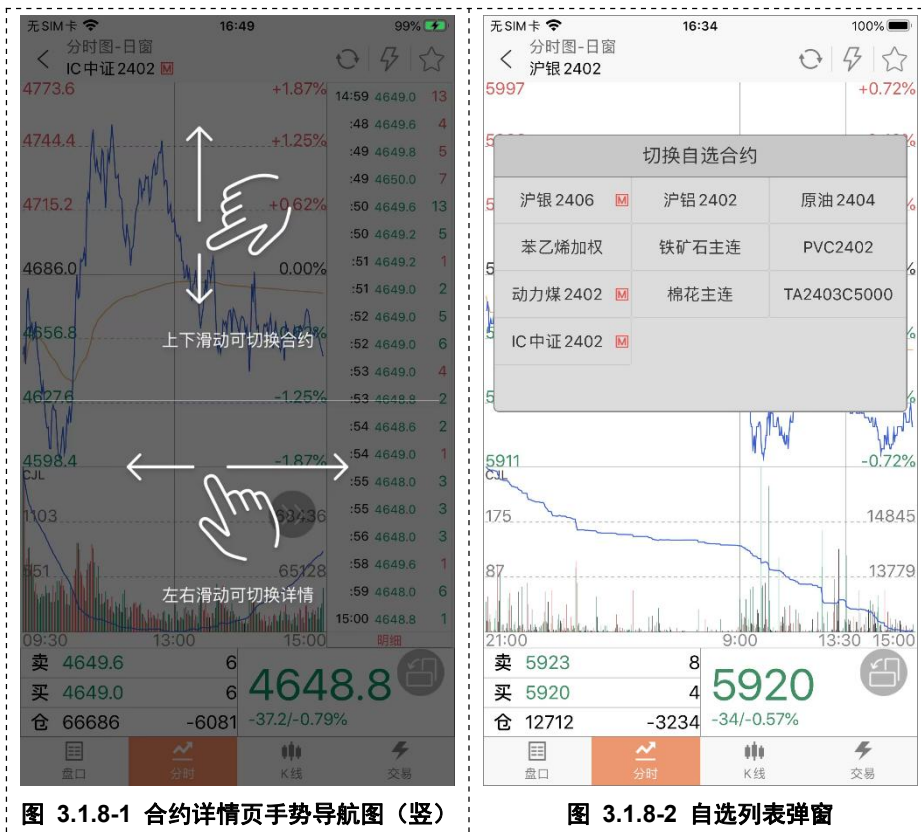 无SIM卡 16:49 99%
分时图-日窗
IC中证2402 M
4773.6 +1.87%
4744.4 +1.25%
4715.2 +0.62%
4686.0 0.00%
4656.8
4627.6 -1.25%
4598.4 -1.87%
上下滑动可切换合约
左右滑动可切换详情
CJL
1103 168436
551 65128
09:30 13:00 15:00
14:59 4649.0 13
:48 4649.6 4
:49 4649.8 5
:49 4650.0 7
:50 4649.6 13
:50 4649.2 5
:51 4649.2 1
:51 4649.0 2
:52 4649.0 5
:52 4649.0 6
:53 4649.0 4
:53 4648.8 2
:54 4648.6 2
:54 4649.0 1
:55 4648.0 3
:55 4648.0 3
:56 4648.0 3
:58 4649.6 1
:59 4648.0 6
15:00 4648.8 1
明细
卖 4649.6 6
买 4649.0 6
仓 66686 -6081
4648.8
-37.2/-0.79%
盘口 分时 K线 交易
图 3.1.8-1 合约详情页手势导航图（竖）
无SIM卡 16:34 100%
分时图-日窗
沪银2402
5997 +0.72%
切换自选合约
沪银2406 M 沪铝2402 原油2404
苯乙烯加权 铁矿石主连 PVC2402
动力煤2402 M 棉花主连 TA2403C5000
IC中证2402 M
5911 -0.72%
CJL
175 14845
87 13779
21:00 9:00 13:30 15:00
卖 5923 8
买 5920 4
仓 12712 -3234
5920
-34/-0.57%
盘口 分时 K线 交易
图 3.1.8-2 自选列表弹窗